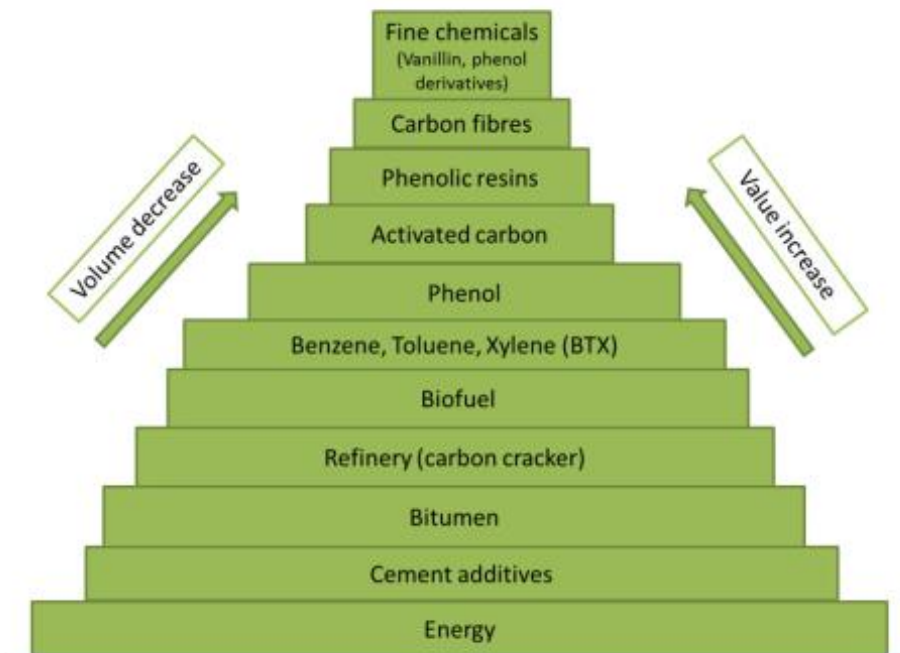 Fine chemicals
(Vanillin, phenol
derivatives)
Carbon fibres
Phenolic resins
Activated carbon
Phenol
Benzene, Toluene, Xylene (BTX)
Biofuel
Refinery (carbon cracker)
Bitumen
Cement additives
Energy
Volume decrease
Value increase